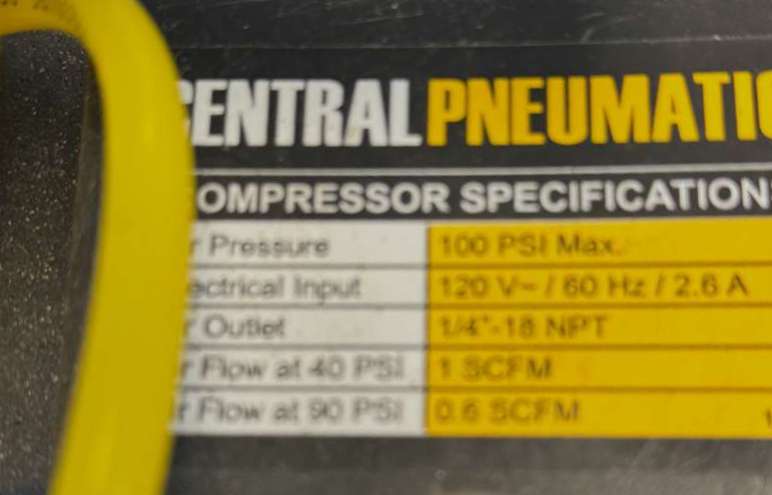 CENTRAL PNEUMATIC
COMPRESSOR SPECIFICATION
r Pressure 100 PSI Max.
ectrical Input 120 V~ / 60 Hz / 2.6 A
r Outlet 1/4"-18 NPT
r Flow at 40 PSI 1 SCFM
r Flow at 90 PSI 0.6 SCFM